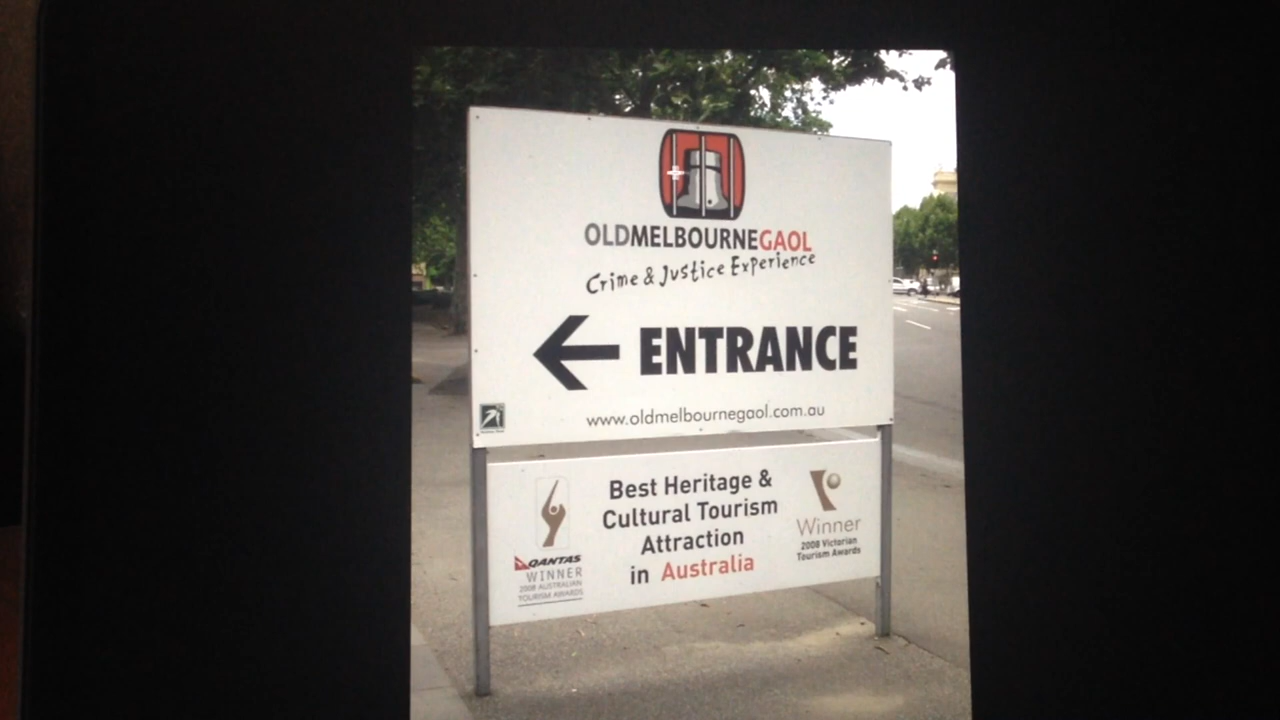 OLDMELBOURNEGAOL
Crime & Justice Experience
ENTRANCE
www.oldmelbournegaol.com.au
Best Heritage &
Cultural Tourism
Attraction
in Australia
QANTAS
WINNER
2008 AUSTRALIAN
TOURISM AWARDS
Winner
2008 Victorian
Tourism Awards